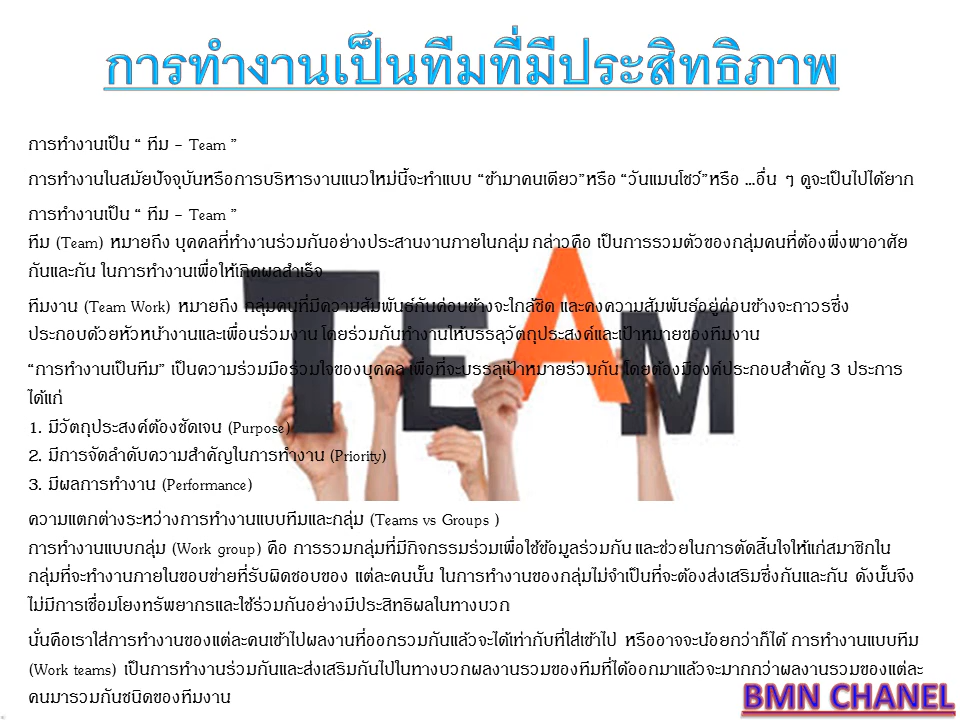 การทำงานเป็นทีมที่มีประสิทธิภาพ
การทำงานเป็น “ ทีม – Team ”
การทำงานในสมัยปัจจุบันหรือการบริหารงานแนวใหม่นี้จะทำแบบ “ข้ามาคนเดียว”หรือ “วันแมนโชว์”หรือ ...อื่น ๆ ดูจะเป็นไปได้ยาก
การทำงานเป็น “ ทีม – Team ”
ทีม (Team) หมายถึง บุคคลที่ทำงานร่วมกันอย่างประสานงานภายในกลุ่ม กล่าวคือ เป็นการรวมตัวของกลุ่มคนที่ต้องพึ่งพาอาศัย
กันและกัน ในการทำงานเพื่อให้เกิดผลสำเร็จ
ทีมงาน (Team Work) หมายถึง กลุ่มคนที่มีความสัมพันธ์กันค่อนข้างจะใกล้ชิด และคงความสัมพันธ์อยู่ค่อนข้างจะถาวรซึ่ง
ประกอบด้วยหัวหน้างานและเพื่อนร่วมงาน โดยร่วมกันทำงานให้บรรลุวัตถุประสงค์และเป้าหมายของทีมงาน
“การทำงานเป็นทีม” เป็นความร่วมมือร่วมใจของบุคคล เพื่อที่จะบรรลุเป้าหมายร่วมกัน โดยต้องมีองค์ประกอบสำคัญ 3 ประการ
ได้แก่
1. มีวัตถุประสงค์ต้องชัดเจน (Purpose)
2. มีการจัดลำดับความสำคัญในการทำงาน (Priority)
3. มีผลการทำงาน (Performance)
TEAM
ความแตกต่างระหว่างการทำงานแบบทีมและกลุ่ม (Teams vs Groups )
การทำงานแบบกลุ่ม (Work group) คือ การรวมกลุ่มที่มีกิจกรรมร่วมเพื่อใช้ข้อมูลร่วมกัน และช่วยในการตัดสิ้นใจให้แก่สมาชิกใน
กลุ่มที่จะทำงานภายในขอบข่ายที่รับผิดชอบของ แต่ละคนนั้น ในการทำงานของกลุ่มไม่จำเป็นที่จะต้องส่งเสริมซึ่งกันและกัน ดังนั้นจึง
ไม่มีการเชื่อมโยงทรัพยากรและใช้ร่วมกันอย่างมีประสิทธิผลในทางบวก
นั่นคือเราใส่การทำงานของแต่ละคนเข้าไปผลงานที่ออกรวมกันแล้วจะได้เท่ากับที่ใส่เข้าไป หรืออาจจะน้อยกว่าก็ได้ การทำงานแบบทีม
(Work teams) เป็นการทำงานร่วมกันและส่งเสริมกันไปในทางบวกผลงานรวมของทีมที่ได้ออกมาแล้วจะมากกว่าผลงานรวมของแต่ละ
คนมารวมกันชนิดของทีมงาน
BMN CHANEL